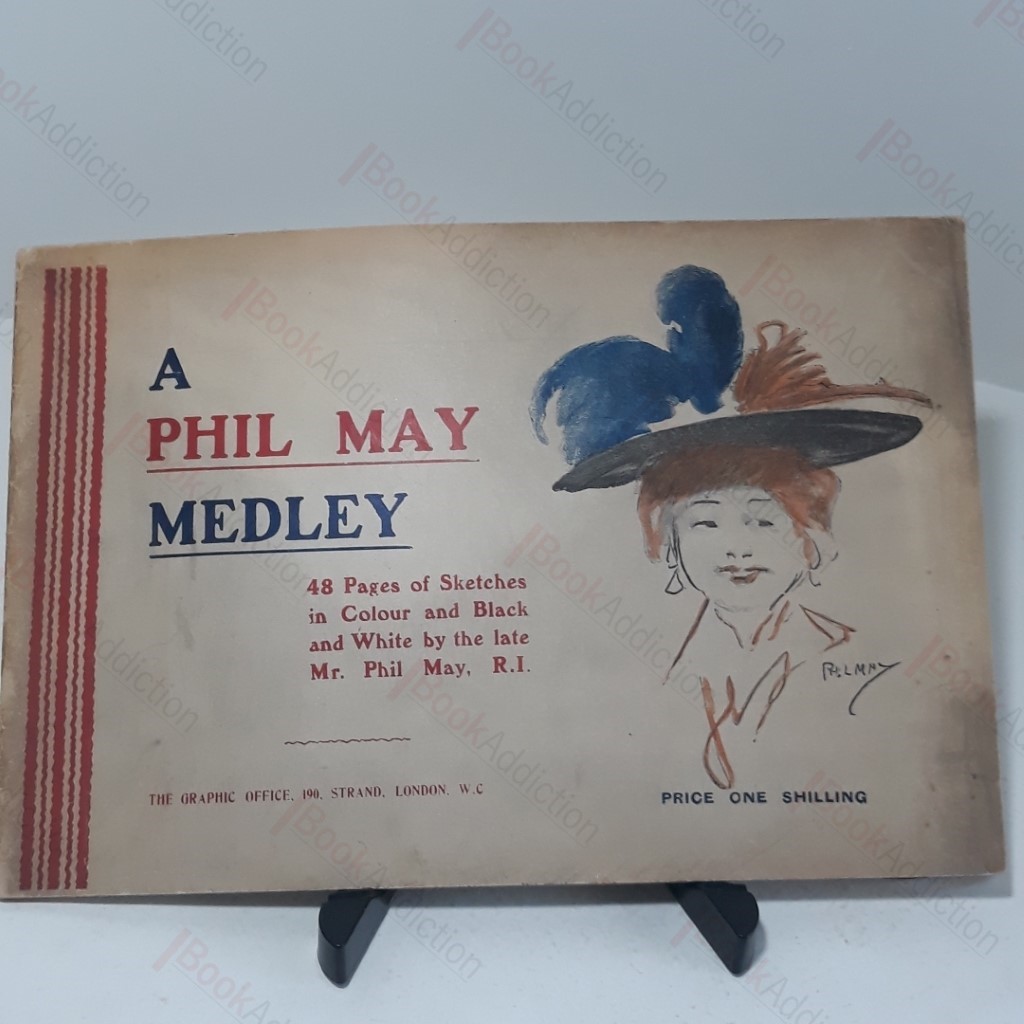 A
PHIL MAY
MEDLEY
48 Pages of Sketches
in Colour and Black
and White by the late
Mr. Phil May, R.I.
PHIL MAY
THE GRAPHIC OFFICE, 190, STRAND, LONDON, W.C
PRICE ONE SHILLING
BookAddiction